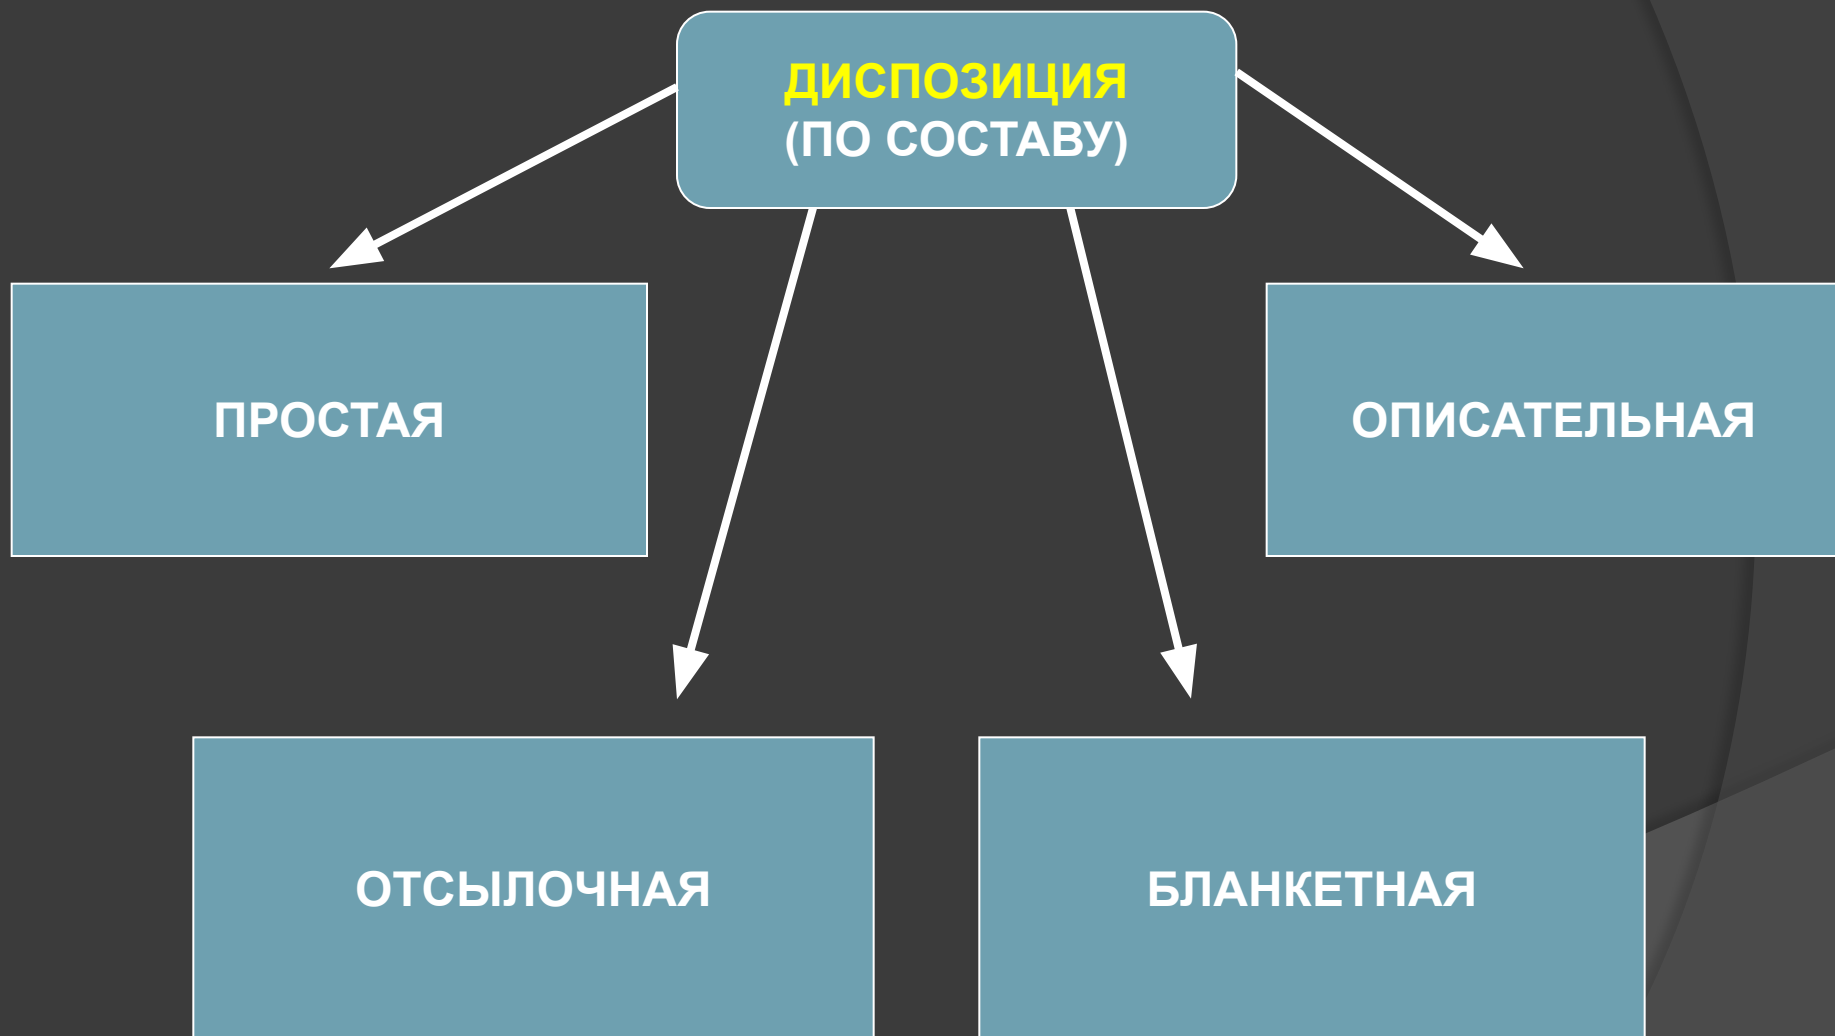 ДИСПОЗИЦИЯ
(ПО СОСТАВУ)
ПРОСТАЯ
ОПИСАТЕЛЬНАЯ
ОТСЫЛОЧНАЯ
БЛАНКЕТНАЯ